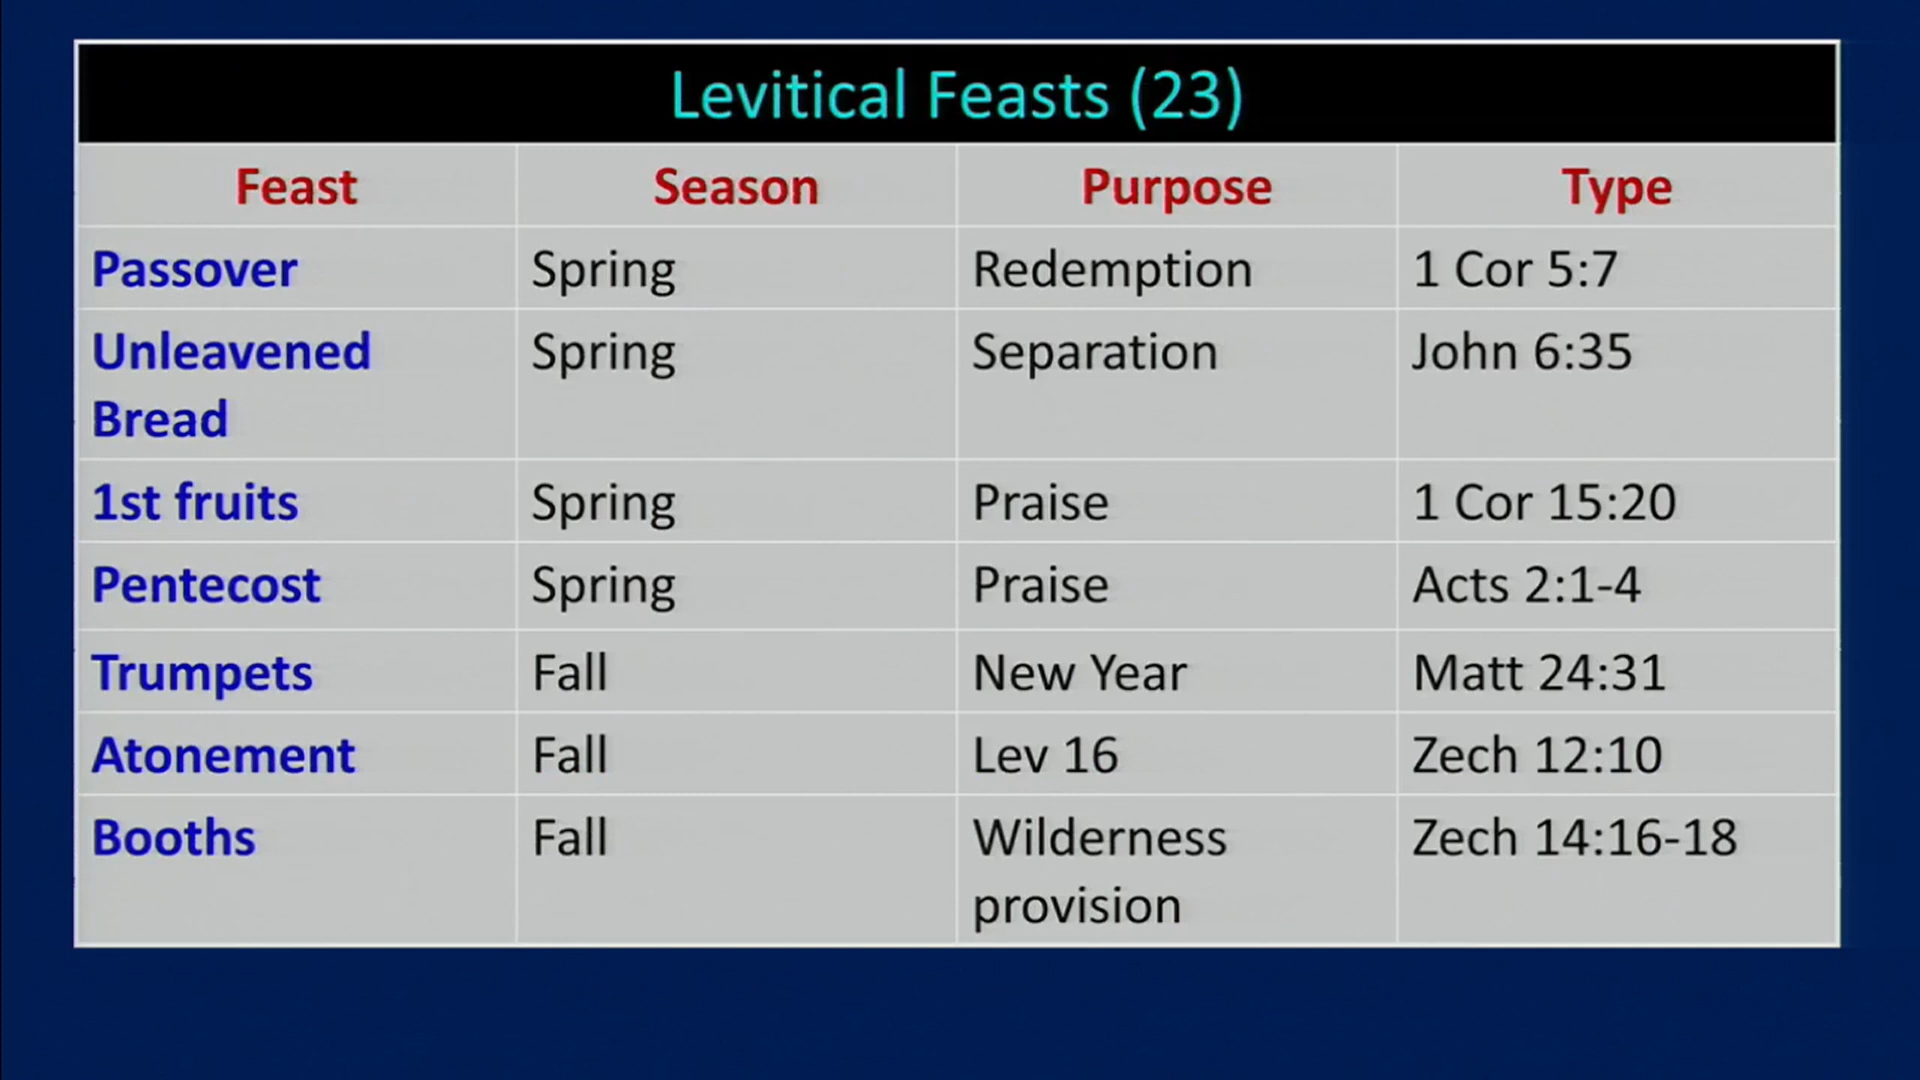 Levitical Feasts (23)
Feast Season Purpose Type
Passover Spring Redemption 1 Cor 5:7
Unleavened Bread Spring Separation John 6:35
1st fruits Spring Praise 1 Cor 15:20
Pentecost Spring Praise Acts 2:1-4
Trumpets Fall New Year Matt 24:31
Atonement Fall Lev 16 Zech 12:10
Booths Fall Wilderness provision Zech 14:16-18